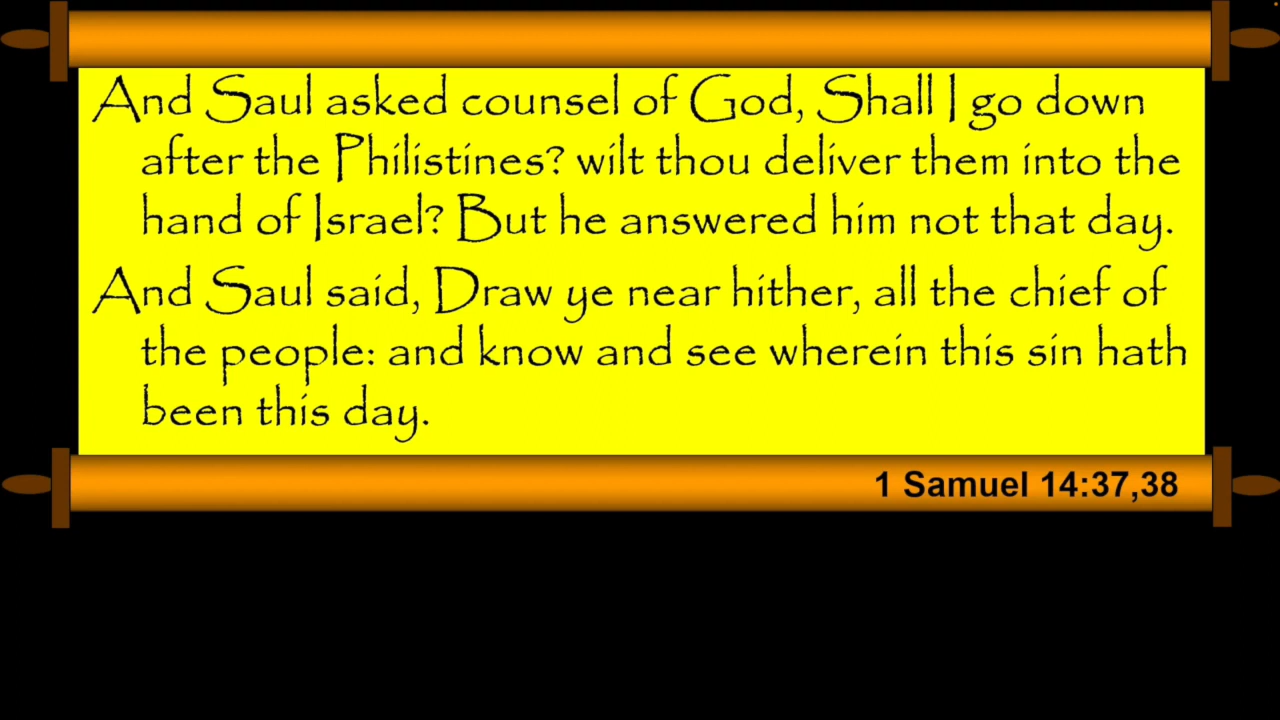 And Saul asked counsel of God, Shall I go down
after the Philistines? wilt thou deliver them into the
hand of Israel? But he answered him not that day.
And Saul said, Draw ye near hither, all the chief of
the people: and know and see wherein this sin hath
been this day.
1 Samuel 14:37,38